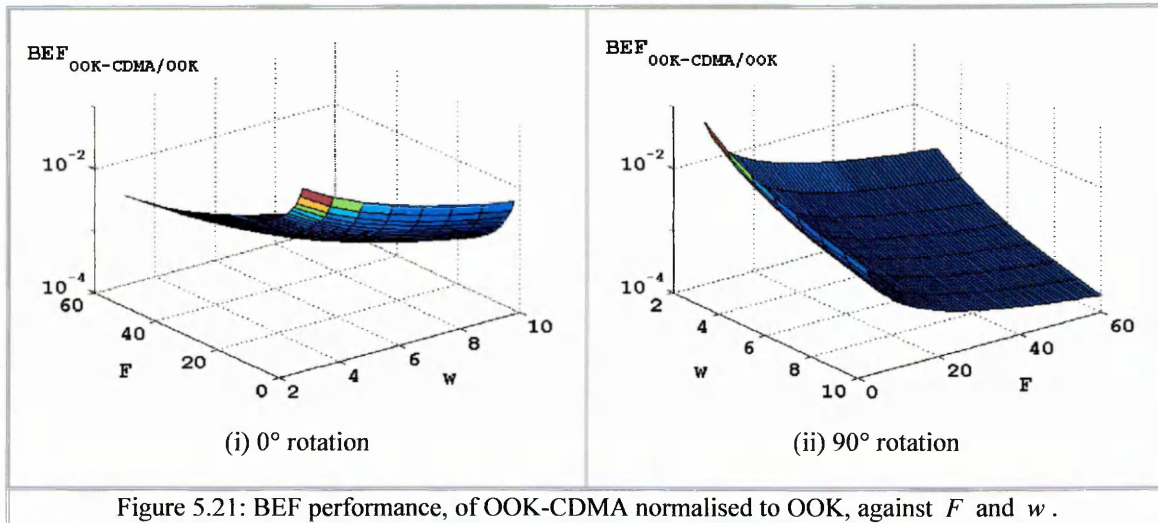 BEF OOK-CDMA/OOK
10-2
10-4
60
40
20
0
F
2
4
6
8
10
w
(i) 0° rotation
BEF OOK-CDMA/OOK
10-2
10-4
2
4
6
8
10
w
0
20
40
60
F
(ii) 90° rotation
Figure 5.21: BEF performance, of OOK-CDMA normalised to OOK, against F and w .